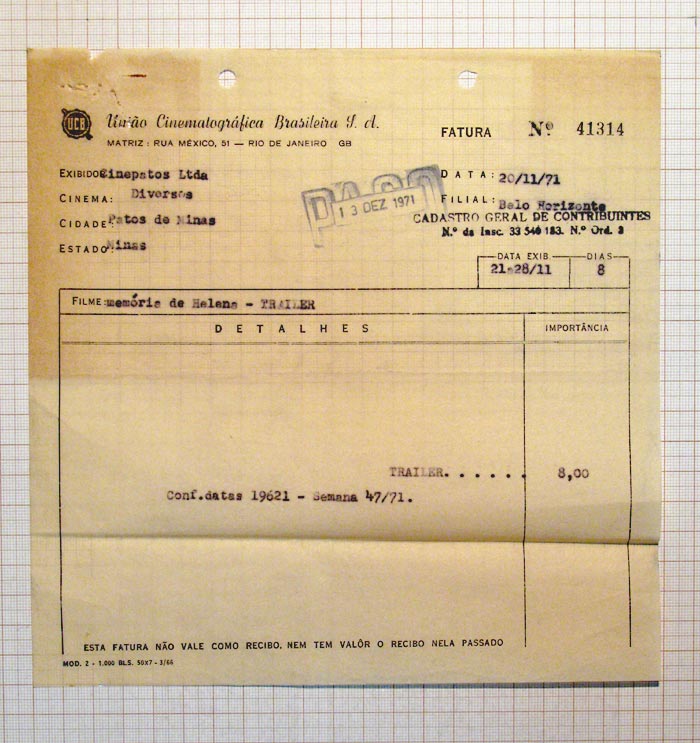 UCB
União Cinematográfica Brasileira S. A.
MATRIZ: RUA MÉXICO, 51 — RIO DE JANEIRO GB
FATURA Nº 41314
EXIBIDO Cinepatos Ltda
CINEMA: Diversos
CIDADE Patos de Minas
ESTADO Minas
PAGO
13 DEZ 1971
DATA: 20/11/71
FILIAL: Belo Horizonte
CADASTRO GERAL DE CONTRIBUINTES
N.º da Insc. 33 540 183. N.º Ord. 2
DATA EXIB. DIAS
21-28/11 8
FILME: memória de Helena - TRAILER
DETALHES IMPORTÂNCIA
TRAILER. . . . . . 8,00
Conf.datas 19621 - Semana 47/71.
ESTA FATURA NÃO VALE COMO RECIBO, NEM TEM VALÔR O RECIBO NELA PASSADO
MOD. 2 - 1.000 BLS. 50X7 - 3/66